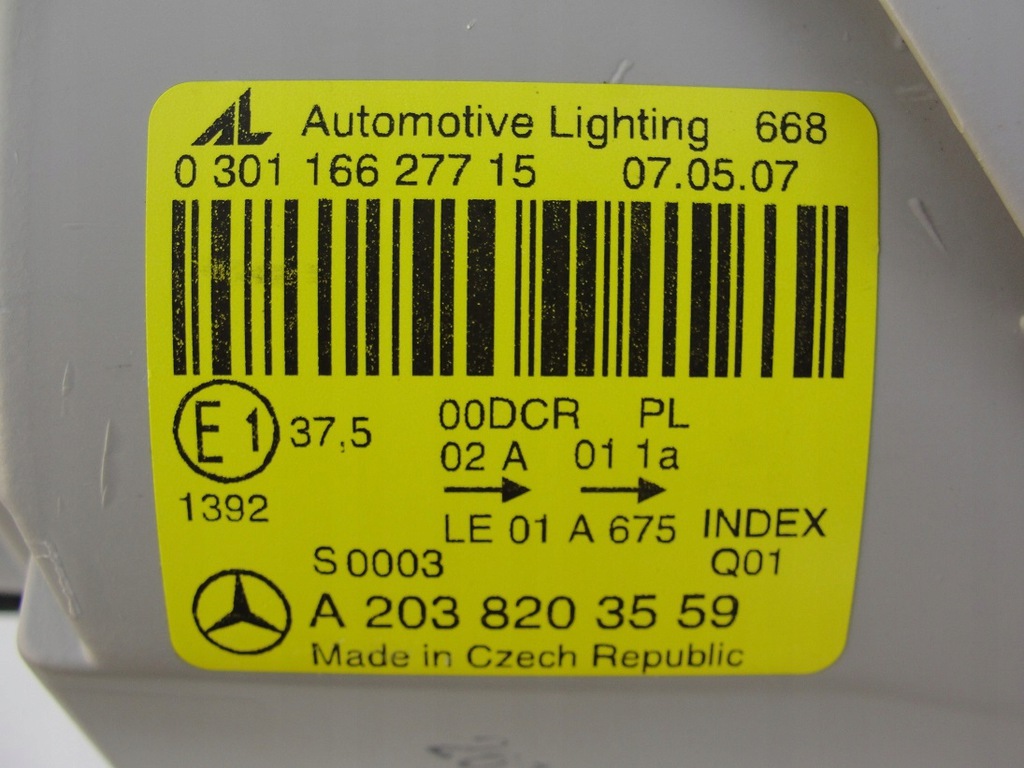 AL Automotive Lighting 668
0 301 166 277 15 07.05.07
E1 37,5 00DCR PL
02 A 01 1a
1392
LE 01 A 675 INDEX
S0003 Q01
A 203 820 35 59
Made in Czech Republic